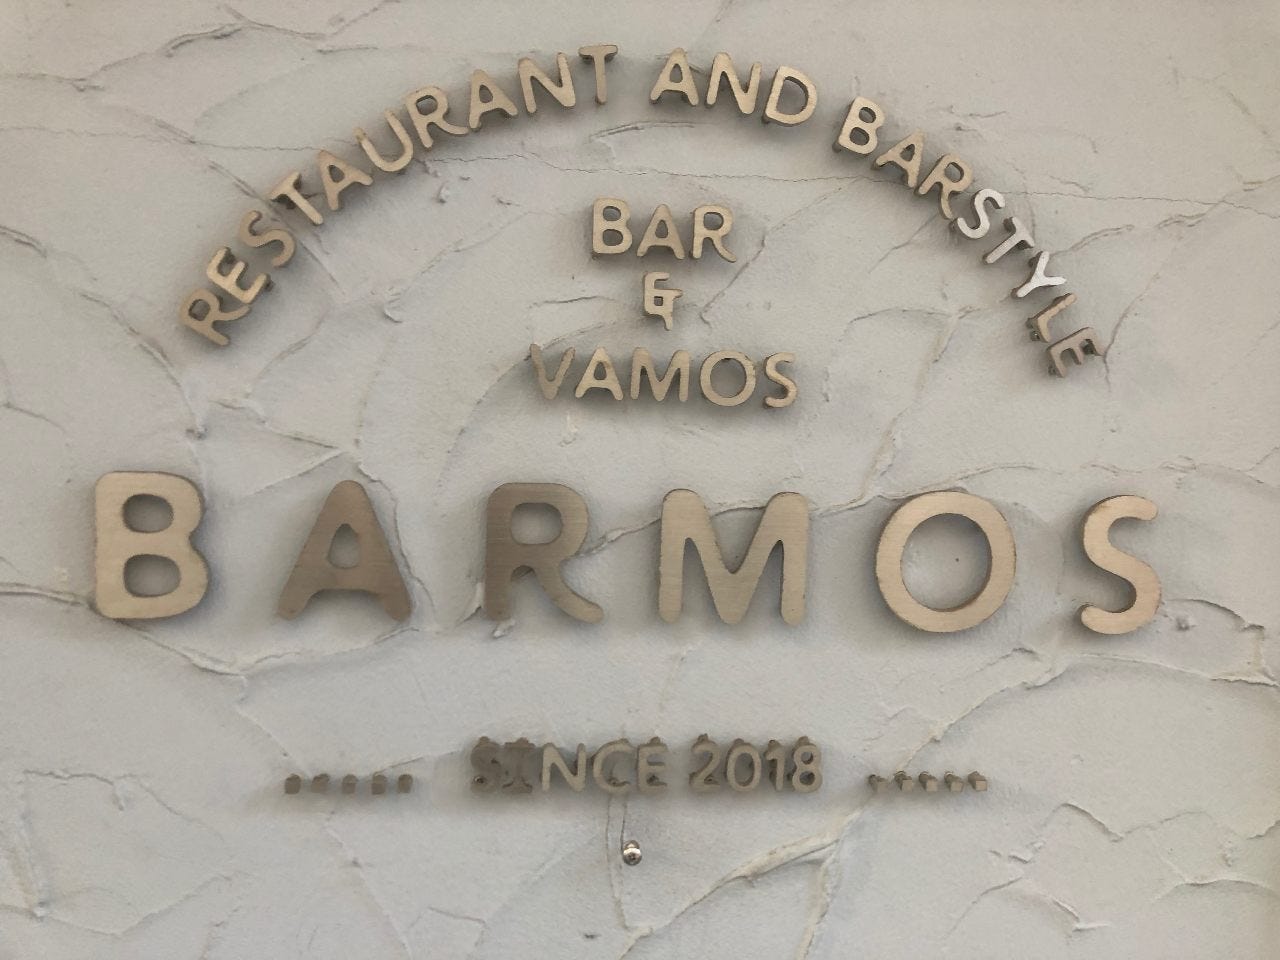 RESTAURANT AND BARSTYLE
BAR
&
VAMOS
BARMOS
..... SINCE 2018 .....